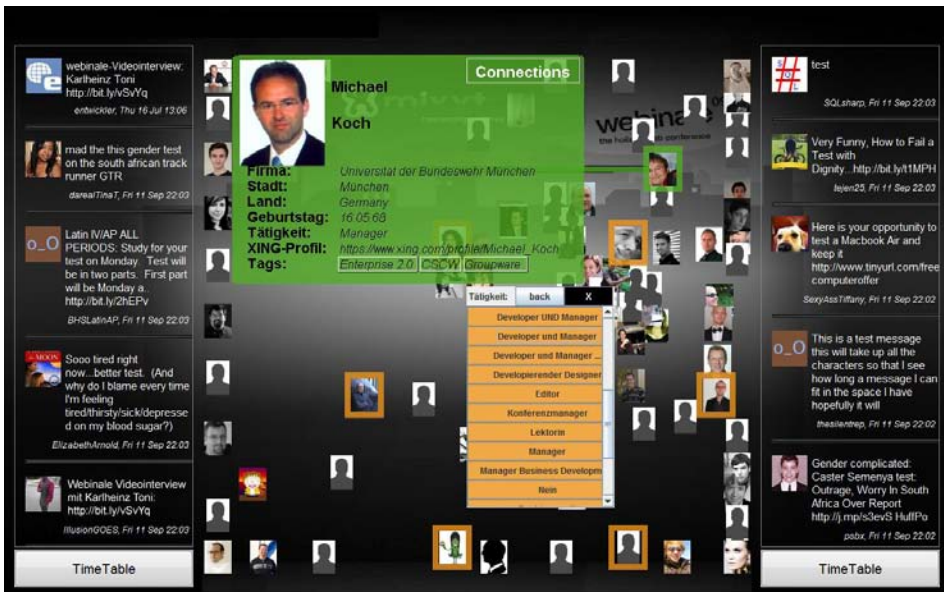 webinale-Videointerview:
Karlheinz Toni
http://bit.ly/vSvYq
entwickler, Thu 16 Jul 13:06
mad the this gender test
on the south african track
runner GTR
darealTinaT, Fri 11 Sep 22:03
o_O
Latin IV/AP ALL
PERIODS: Study for your
test on Monday. Test will
be in two parts. First part
will be Monday a..
http://bit.ly/2hEPv
BHSLatinAP, Fri 11 Sep 22:03
MOON
Sooo tired right
now...better test. (And
why do I blame every time
I'm feeling
tired/thirsty/sick/depresse
d on my blood sugar?)
ElizabethArnold, Fri 11 Sep 22:03
Webinale Videointerview
mit Karlheinz Toni:
http://bit.ly/vSvYq
IllusionGOES, Fri 11 Sep 22:03
TimeTable
Connections
Michael
Koch
Firma: Universität der Bundeswehr München
Stadt: München
Land: Germany
Geburtstag: 16.05.68
Tätigkeit: Manager
XING-Profil: https://www.xing.com/profile/Michael_Koch
Tags: Enterprise 2.0 CSCW Groupware
webinale
Tätigkeit: back X
Developer UND Manager
Developer und Manager
Developer und Manager ...
Developierender Designer
Editor
Konferenzmanager
Lektorin
Manager
Manager Business Developm
Nein
SQL
test
SQLsharp, Fri 11 Sep 22:03
Very Funny, How to Fail a
Test with
Dignity...http://bit.ly/t1MPH
tejen25, Fri 11 Sep 22:03
Here is your opportunity to
test a Macbook Air and
keep it
http://www.tinyurl.com/free
computeroffer
SexyAssTiffany, Fri 11 Sep 22:02
o_O
This is a test message
this will take up all the
characters so that I see
how long a message I can
fit in the space I have
hopefully it will
thesilentrep, Fri 11 Sep 22:02
Gender complicated:
Caster Semenya test:
Outrage, Worry In South
Africa Over Report
http://j.mp/s3evS HuffPo
psbx, Fri 11 Sep 22:02
TimeTable